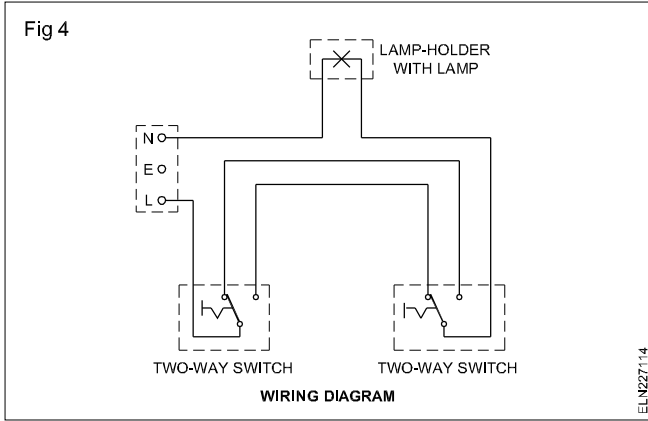 Fig 4
LAMP-HOLDER
WITH LAMP
N
E
L
TWO-WAY SWITCH
TWO-WAY SWITCH
WIRING DIAGRAM
ELN227114